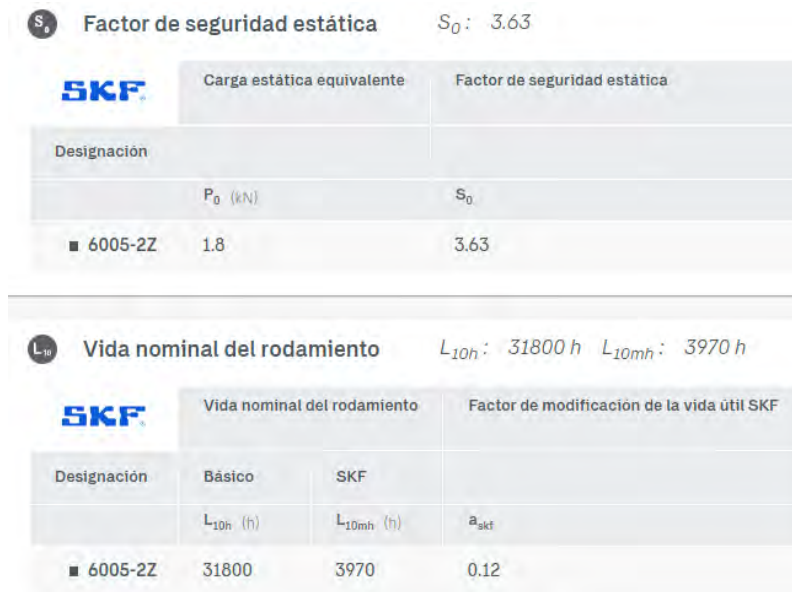 S₀ Factor de seguridad estática S₀: 3.63
SKF. Carga estática equivalente Factor de seguridad estática
Designación
P₀ (kN) S₀
■ 6005-2Z 1.8 3.63
L₁₀ Vida nominal del rodamiento L₁₀ₕ: 31800 h L₁₀ₘₕ: 3970 h
SKF. Vida nominal del rodamiento Factor de modificación de la vida útil SKF
Designación Básico SKF
L₁₀ₕ (h) L₁₀ₘₕ (h) aₛₖf
■ 6005-2Z 31800 3970 0.12